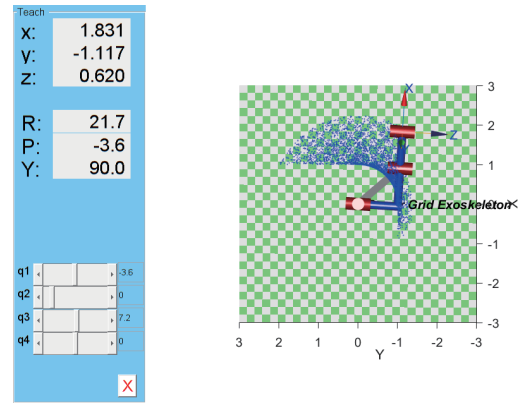 Teach
x: 1.831
y: -1.117
z: 0.620
R: 21.7
P: -3.6
Y: 90.0
q1 -3.6
q2 0
q3 7.2
q4 0
X
X
Z
Grid Exoskeleton
X
3
2
1
-1
-2
-3
3 2 1 0 -1 -2 -3
Y